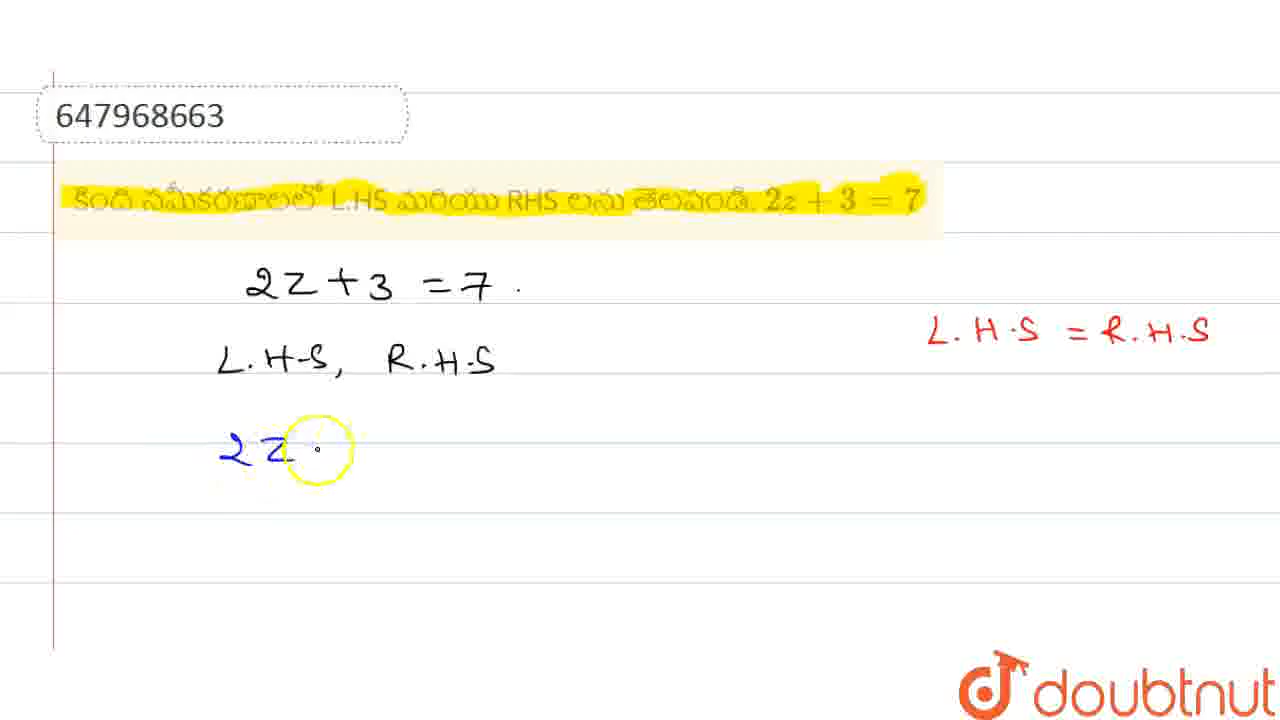 647968663
కింది సమీకరణాలలో L.HS మరియు RHS లను తెలపండి. 2z + 3 = 7
2Z + 3 = 7 .
L.H.S = R.H.S
L.H-S, R.H.S
2Z
doubtnut